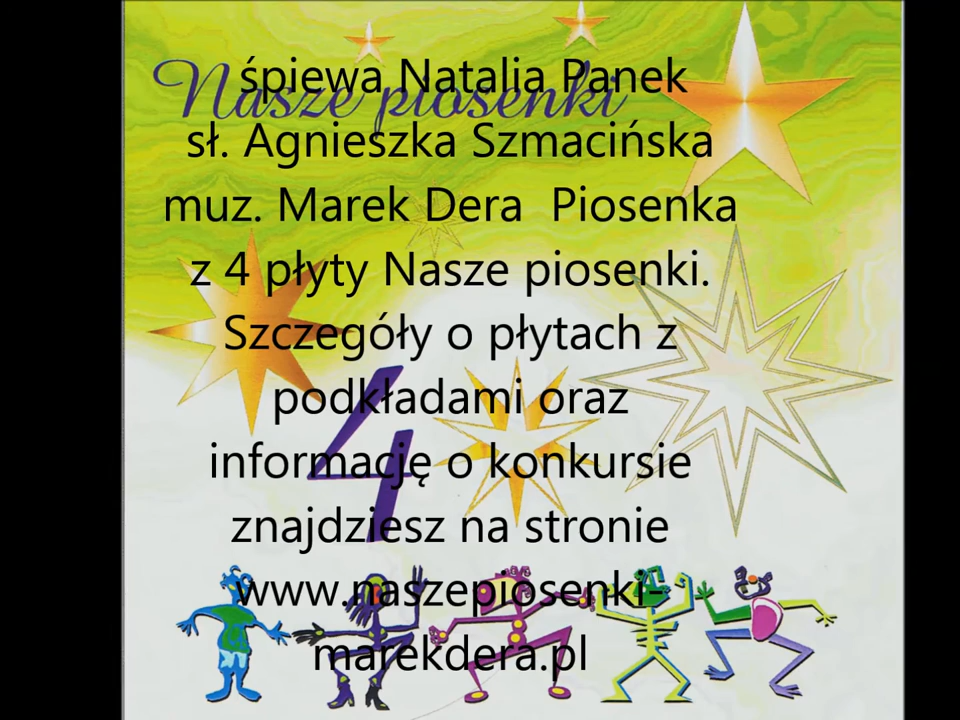 Nasze piosenki
śpiewa Natalia Panek
sł. Agnieszka Szmacińska
muz. Marek Dera  Piosenka
z 4 płyty Nasze piosenki.
Szczegóły o płytach z
podkładami oraz
informację o konkursie
znajdziesz na stronie
www.naszepiosenki-
marekdera.pl
4